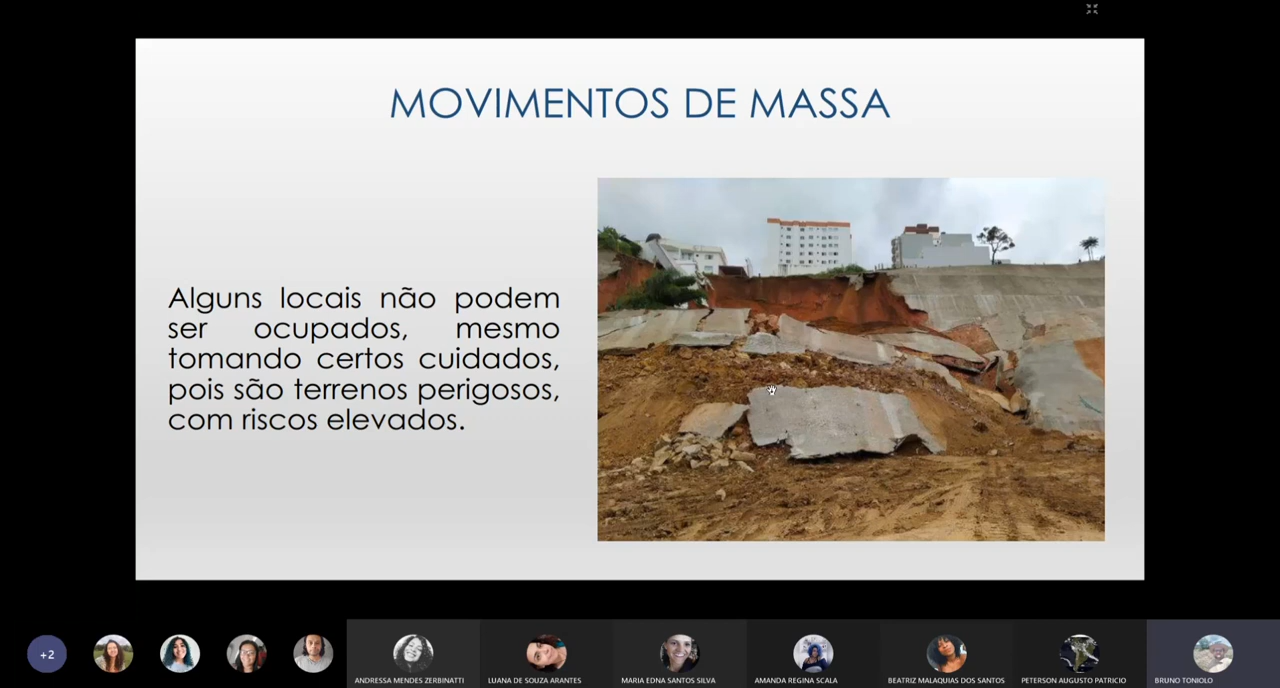 MOVIMENTOS DE MASSA
Alguns locais não podem
ser ocupados, mesmo
tomando certos cuidados,
pois são terrenos perigosos,
com riscos elevados.
+2
ANDRESSA MENDES ZERBINATTI
LUANA DE SOUZA ARANTES
MARIA EDNA SANTOS SILVA
AMANDA REGINA SCALA
BEATRIZ MALAQUIAS DOS SANTOS
PETERSON AUGUSTO PATRICIO
BRUNO TONIOLO